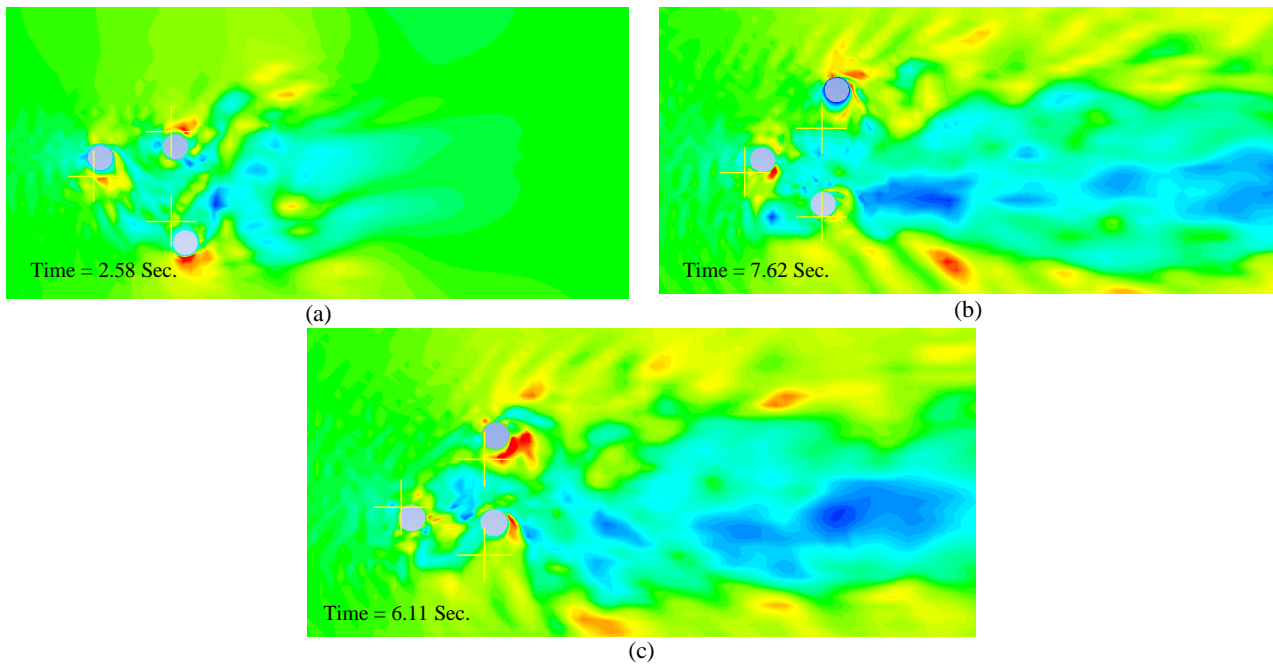 Time = 2.58 Sec.
(a)
Time = 7.62 Sec.
(b)
Time = 6.11 Sec.
(c)